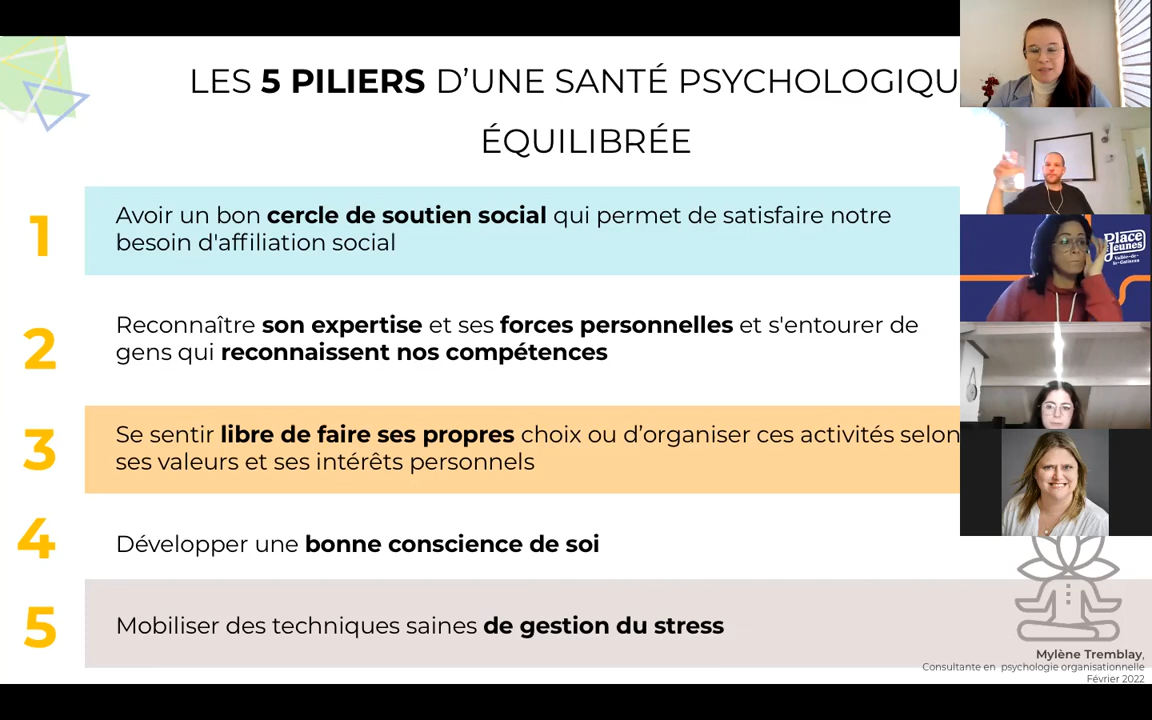 LES 5 PILIERS D’UNE SANTÉ PSYCHOLOGIQU
ÉQUILIBRÉE
1
Avoir un bon cercle de soutien social qui permet de satisfaire notre
besoin d'affiliation social
2
Reconnaître son expertise et ses forces personnelles et s'entourer de
gens qui reconnaissent nos compétences
3
Se sentir libre de faire ses propres choix ou d’organiser ces activités selon
ses valeurs et ses intérêts personnels
4
Développer une bonne conscience de soi
5
Mobiliser des techniques saines de gestion du stress
Place
Jeunes
Vallée-de-
la-Gatineau
Mylène Tremblay,
Consultante en psychologie organisationnelle
Février 2022